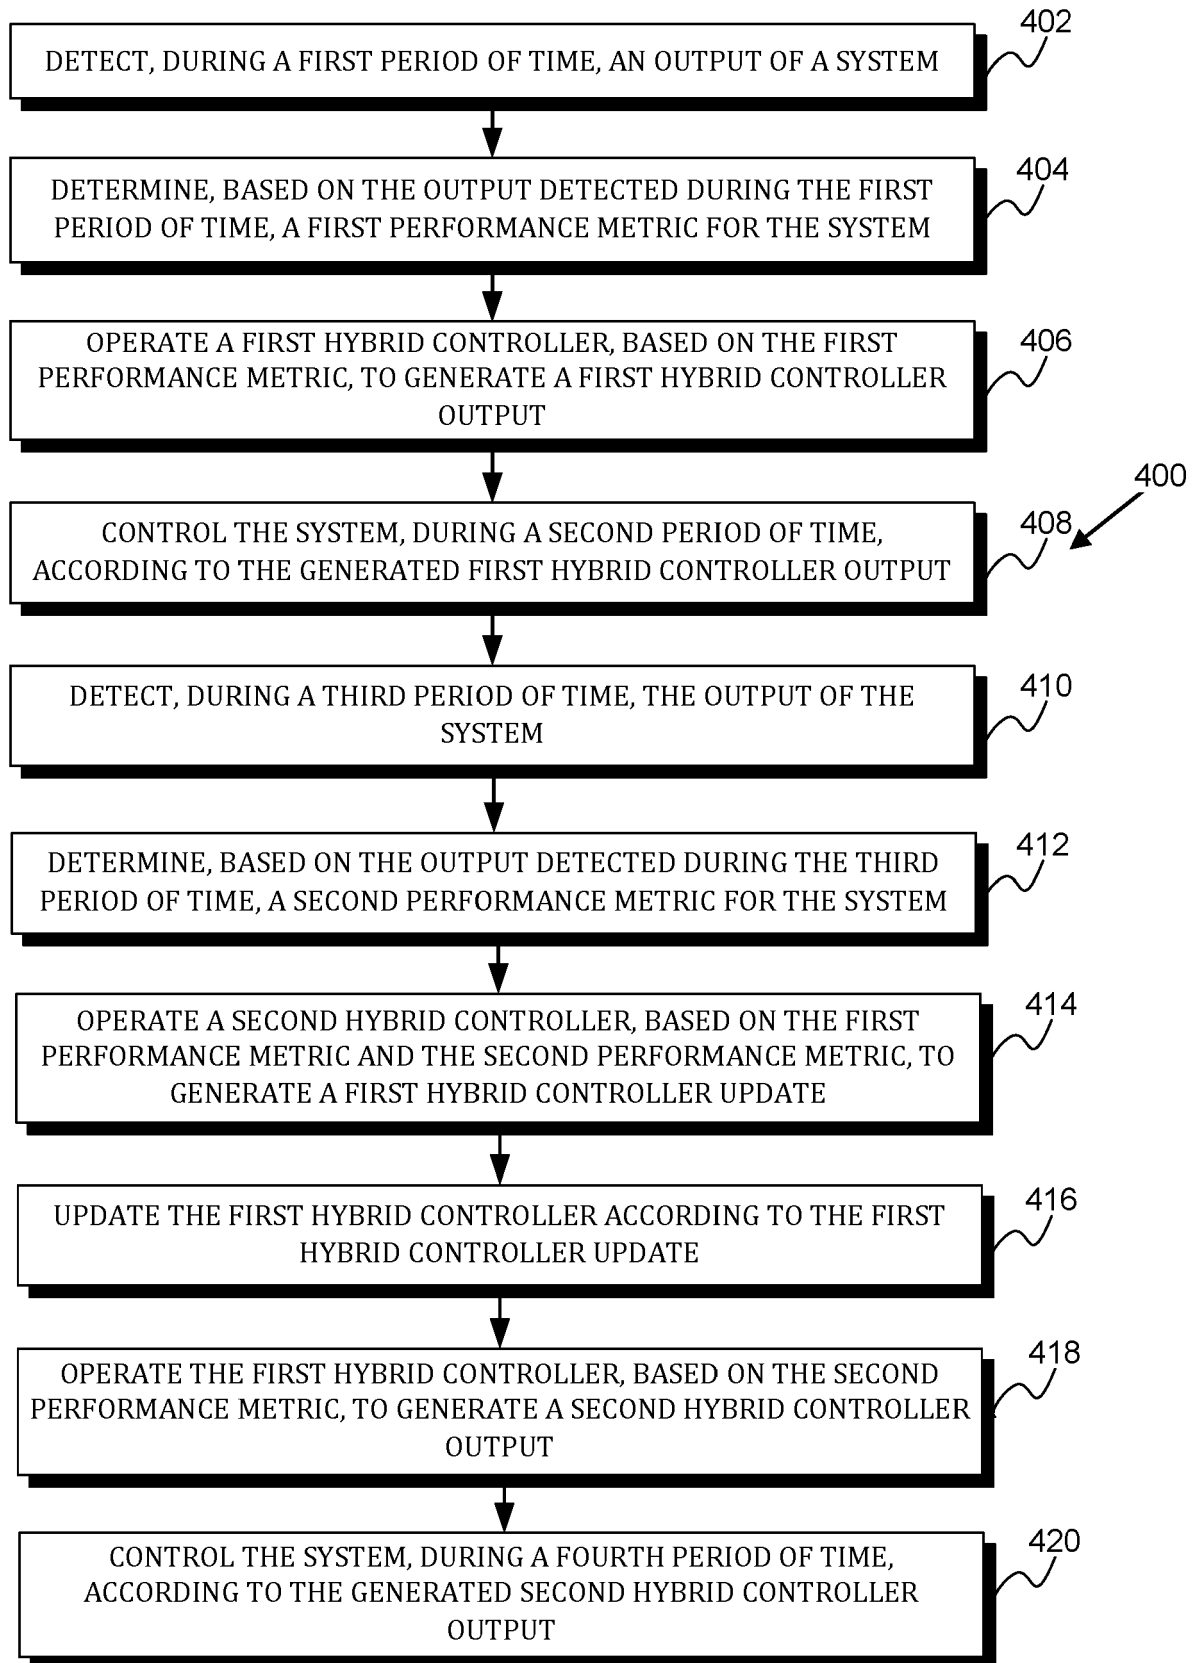 402
DETECT, DURING A FIRST PERIOD OF TIME, AN OUTPUT OF A SYSTEM
404
DETERMINE, BASED ON THE OUTPUT DETECTED DURING THE FIRST
PERIOD OF TIME, A FIRST PERFORMANCE METRIC FOR THE SYSTEM
406
OPERATE A FIRST HYBRID CONTROLLER, BASED ON THE FIRST
PERFORMANCE METRIC, TO GENERATE A FIRST HYBRID CONTROLLER
OUTPUT
400
408
CONTROL THE SYSTEM, DURING A SECOND PERIOD OF TIME,
ACCORDING TO THE GENERATED FIRST HYBRID CONTROLLER OUTPUT
410
DETECT, DURING A THIRD PERIOD OF TIME, THE OUTPUT OF THE
SYSTEM
412
DETERMINE, BASED ON THE OUTPUT DETECTED DURING THE THIRD
PERIOD OF TIME, A SECOND PERFORMANCE METRIC FOR THE SYSTEM
414
OPERATE A SECOND HYBRID CONTROLLER, BASED ON THE FIRST
PERFORMANCE METRIC AND THE SECOND PERFORMANCE METRIC, TO
GENERATE A FIRST HYBRID CONTROLLER UPDATE
416
UPDATE THE FIRST HYBRID CONTROLLER ACCORDING TO THE FIRST
HYBRID CONTROLLER UPDATE
418
OPERATE THE FIRST HYBRID CONTROLLER, BASED ON THE SECOND
PERFORMANCE METRIC, TO GENERATE A SECOND HYBRID CONTROLLER
OUTPUT
420
CONTROL THE SYSTEM, DURING A FOURTH PERIOD OF TIME,
ACCORDING TO THE GENERATED SECOND HYBRID CONTROLLER
OUTPUT